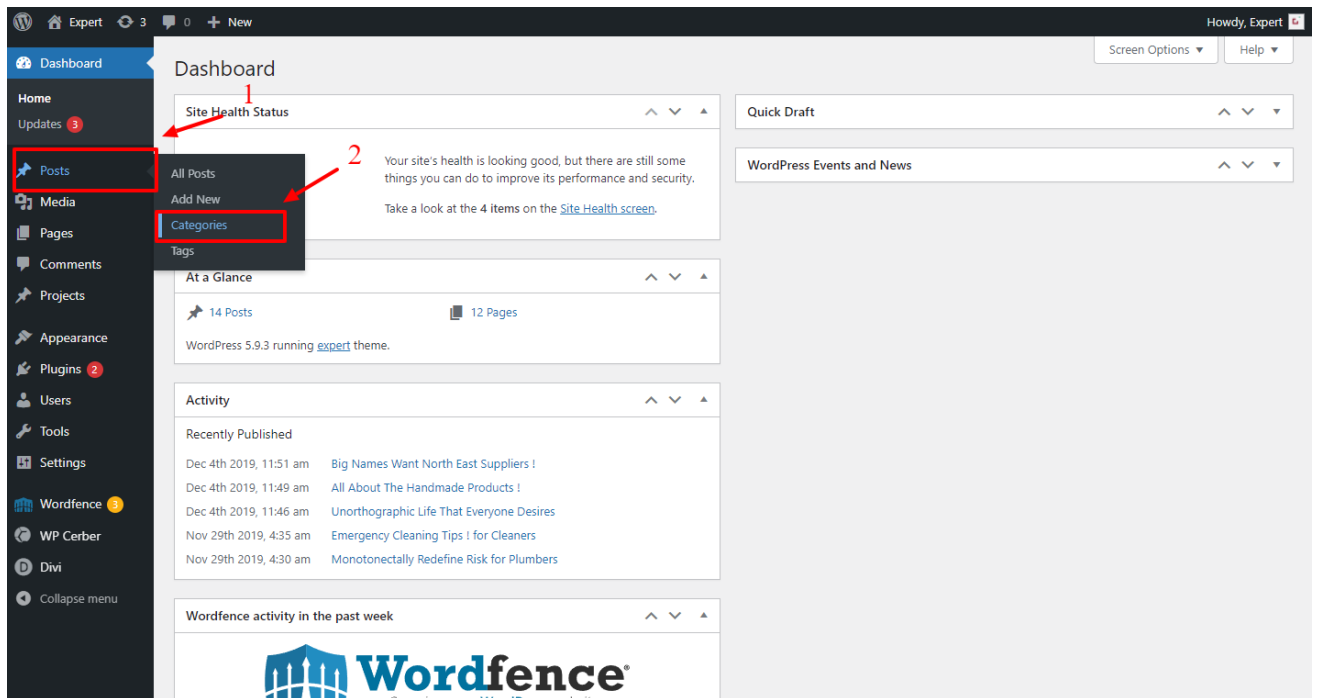 Expert 3 0 New
Howdy, Expert
Screen Options ▼
Help ▼
Dashboard
Home
Updates 3
Posts
Media
Pages
Comments
Projects
Appearance
Plugins 2
Users
Tools
Settings
Wordfence 3
WP Cerber
Divi
Collapse menu
1
2
All Posts
Add New
Categories
Tags
Dashboard
Site Health Status
Your site's health is looking good, but there are still some
things you can do to improve its performance and security.
Take a look at the 4 items on the Site Health screen.
At a Glance
14 Posts
12 Pages
WordPress 5.9.3 running expert theme.
Activity
Recently Published
Dec 4th 2019, 11:51 am Big Names Want North East Suppliers !
Dec 4th 2019, 11:49 am All About The Handmade Products !
Dec 4th 2019, 11:46 am Unorthographic Life That Everyone Desires
Nov 29th 2019, 4:35 am Emergency Cleaning Tips ! for Cleaners
Nov 29th 2019, 4:30 am Monotonectally Redefine Risk for Plumbers
Wordfence activity in the past week
Wordfence®
Quick Draft
WordPress Events and News